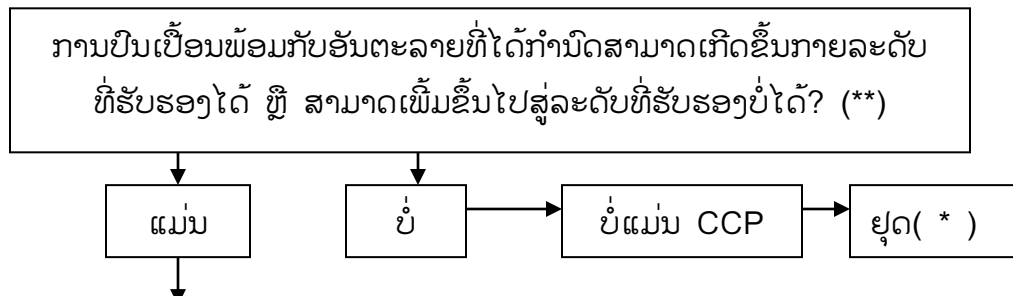 ການປົນເປື້ອນພ້ອມກັບອັນຕະລາຍທີ່ໄດ້ກຳນົດສາມາດເກີດຂຶ້ນກາຍລະດັບ
ທີ່ຮັບຮອງໄດ້ ຫຼື ສາມາດເພີ້ມຂຶ້ນໄປສູ່ລະດັບທີ່ຮັບຮອງບໍ່ໄດ້? (**)
ແມ່ນ ບໍ່ ບໍ່ແມ່ນ CCP ຢຸດ( * )